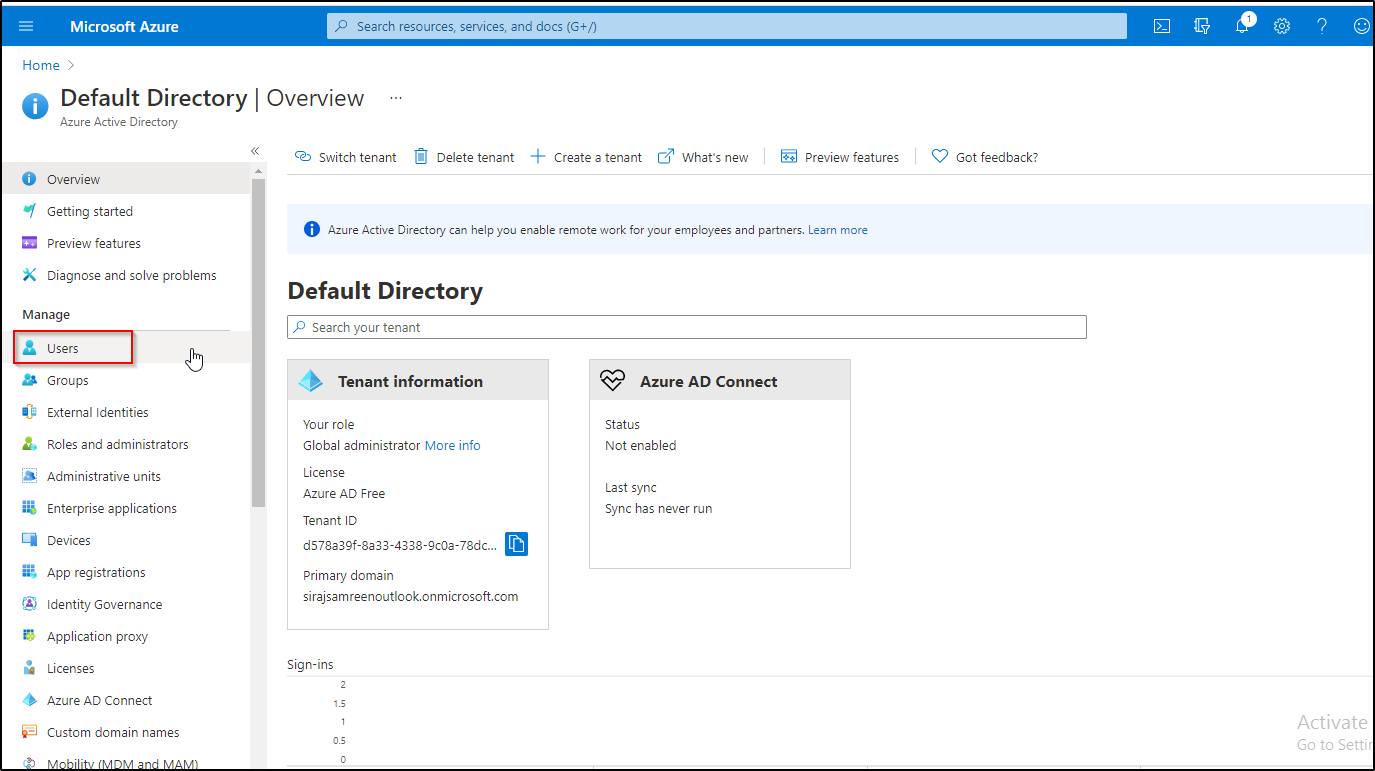 Microsoft Azure
Search resources, services, and docs (G+/)
1
Home
Default Directory | Overview ...
Azure Active Directory
Switch tenant Delete tenant Create a tenant What's new Preview features Got feedback?
Overview
Getting started
Preview features
Diagnose and solve problems
Manage
Users
Groups
External Identities
Roles and administrators
Administrative units
Enterprise applications
Devices
App registrations
Identity Governance
Application proxy
Licenses
Azure AD Connect
Custom domain names
Mobility (MDM and MAM)
Azure Active Directory can help you enable remote work for your employees and partners. Learn more
Default Directory
Search your tenant
Tenant information
Your role
Global administrator More info
License
Azure AD Free
Tenant ID
d578a39f-8a33-4338-9c0a-78dc...
Primary domain
sirajsamreenoutlook.onmicrosoft.com
Azure AD Connect
Status
Not enabled
Last sync
Sync has never run
Sign-ins
2
1.5
1
0.5
0
Activate
Go to Settin